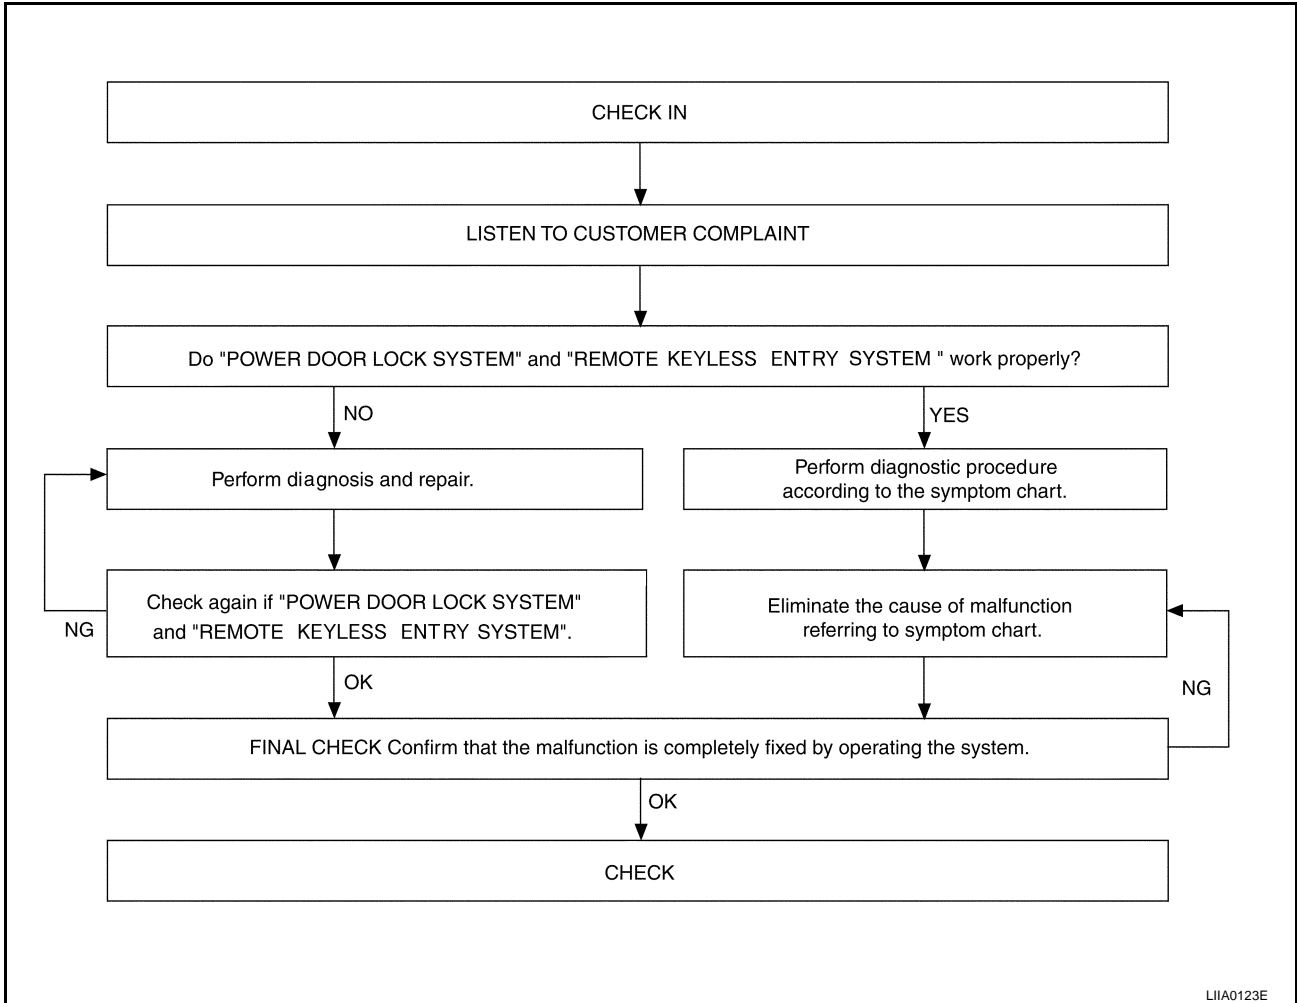 CHECK IN
LISTEN TO CUSTOMER COMPLAINT
Do "POWER DOOR LOCK SYSTEM" and "REMOTE KEYLESS ENTRY SYSTEM " work properly?
NO
YES
Perform diagnosis and repair.
Perform diagnostic procedure
according to the symptom chart.
Check again if "POWER DOOR LOCK SYSTEM"
and "REMOTE KEYLESS ENTRY SYSTEM".
NG
Eliminate the cause of malfunction
referring to symptom chart.
OK
NG
FINAL CHECK Confirm that the malfunction is completely fixed by operating the system.
OK
CHECK
LIIA0123E